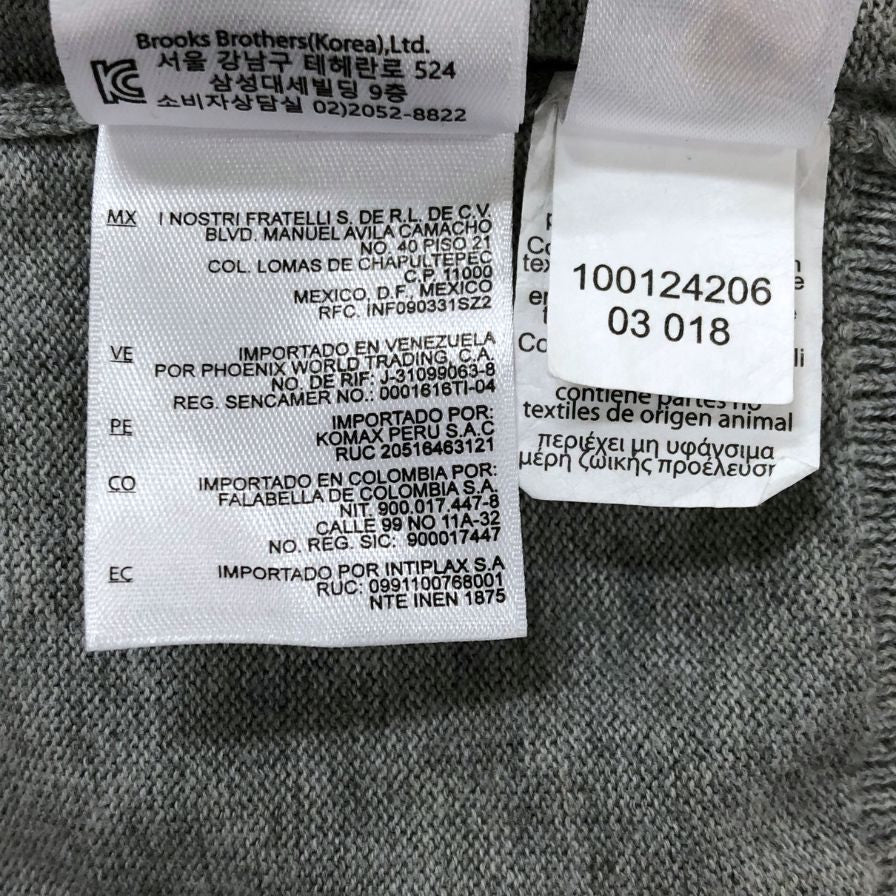 Brooks Brothers(Korea),Ltd.
서울 강남구 테헤란로 524
삼성대세빌딩 9층
소비자상담실 02)2052-8822
MX I NOSTRI FRATELLI S. DE R.L. DE C.V.
BLVD. MANUEL AVILA CAMACHO
NO. 40 PISO 21
COL. LOMAS DE CHAPULTEPEC
C.P. 11000
MEXICO, D.F., MEXICO
RFC. INF090331SZ2
VE IMPORTADO EN VENEZUELA
POR PHOENIX WORLD TRADING, C.A.
NO. DE RIF: J-31099063-8
REG. SENCAMER NO.: 0001616TI-04
PE IMPORTADO POR:
KOMAX PERU S.A.C
RUC 20516463121
CO IMPORTADO EN COLOMBIA POR:
FALABELLA DE COLOMBIA S.A.
NIT. 900.017.447-8
CALLE 99 NO 11A-32
NO. REG. SIC: 900017447
EC IMPORTADO POR INTIPLAX S.A
RUC: 0991100768001
NTE INEN 1875
100124206
03 018
contiene partes no
textiles de origen animal
περιέχει μη υφάνσιμα
μέρη ζωικής προέλευσ